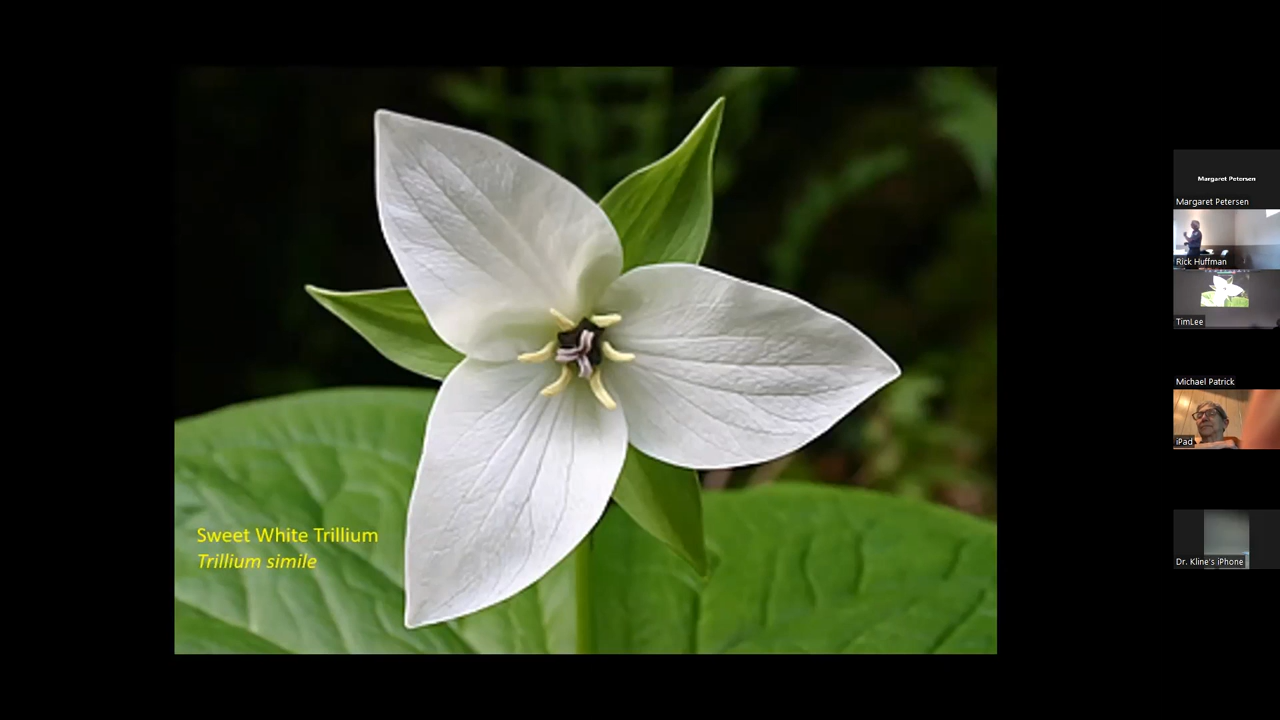 Sweet White Trillium
Trillium simile
Margaret Petersen
Margaret Petersen
Rick Huffman
TimLee
Michael Patrick
iPad
Dr. Kline's iPhone